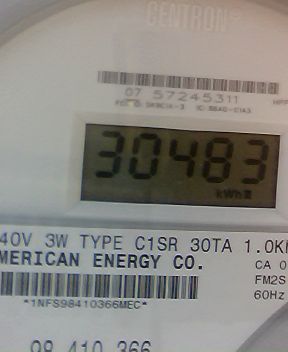 CENTRON®
07 57245311
30483
kWh
40V 3W TYPE C1SR 30TA 1.0K
MERICAN ENERGY CO. CA 0
FM2S
*1NFS98410366MEC* 60Hz
98 410 366